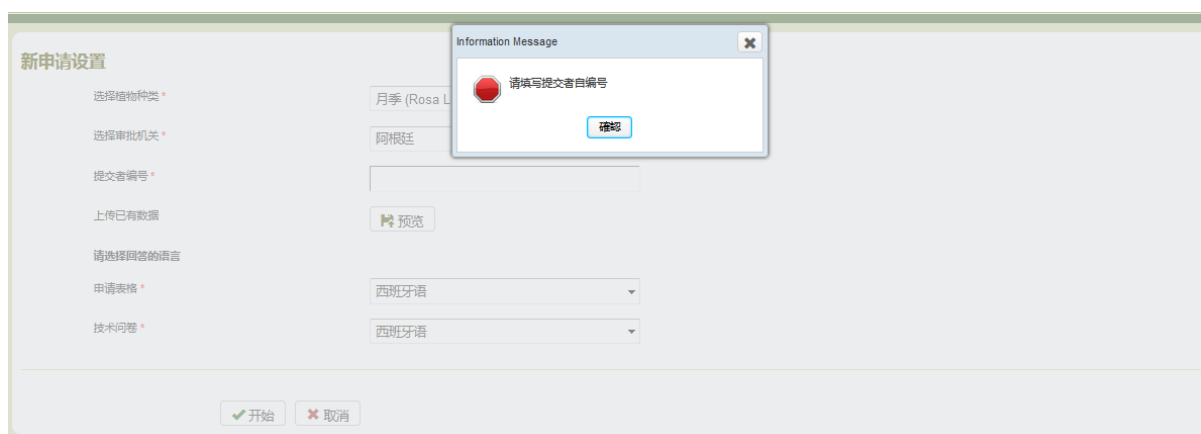 Information Message
请填写提交者自编号
確認
新申请设置
选择植物种类 *
月季 (Rosa L
选择审批机关 *
阿根廷
提交者编号 *
上传已有数据
预览
请选择回答的语言
申请表格 *
西班牙语
技术问卷 *
西班牙语
开始
取消